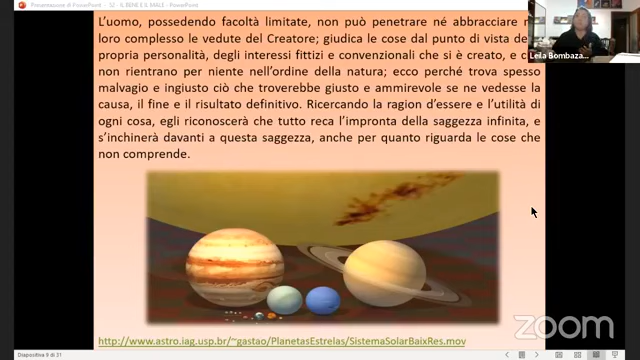 Presentazione di PowerPoint - 12 - IL BENE E IL MALE - PowerPoint
L'uomo, possedendo facoltà limitate, non può penetrare né abbracciare
loro complesso le vedute del Creatore; giudica le cose dal punto di vista
propria personalità, degli interessi fittizi e convenzionali che si è creato, e
non rientrano per niente nell'ordine della natura; ecco perché trova spesso
malvagio e ingiusto ciò che troverebbe giusto e ammirevole se ne vedesse la
causa, il fine e il risultato definitivo. Ricercando la ragion d'essere e l'utilità di
ogni cosa, egli riconoscerà che tutto reca l'impronta della saggezza infinita, e
s'inchinerà davanti a questa saggezza, anche per quanto riguarda le cose che
non comprende.
http://www.astro.iag.usp.br/~gastao/PlanetasEstrelas/SistemaSolarBaixRes.mov
Diapositiva 9 di 31
Leila Bombaza...
zoom